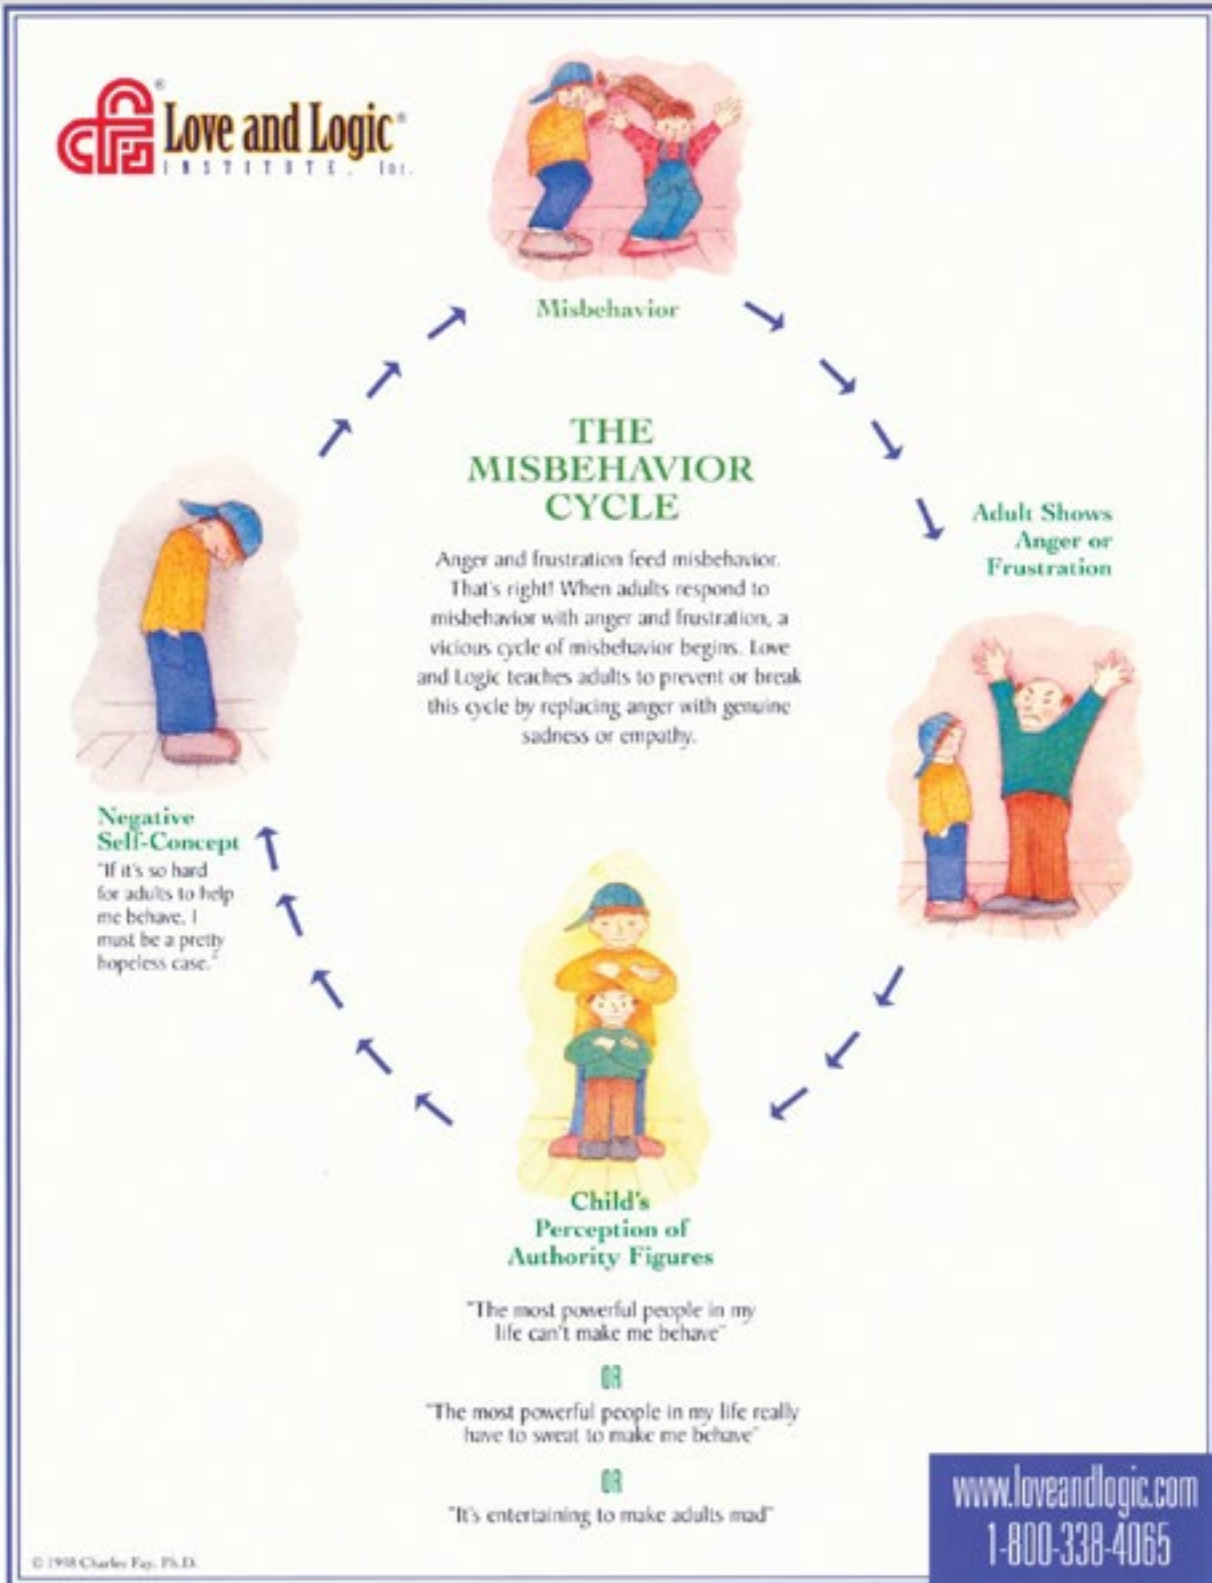 Love and Logic®
INSTITUTE, Inc.
Misbehavior
THE
MISBEHAVIOR
CYCLE
Anger and frustration feed misbehavior.
That's right! When adults respond to
misbehavior with anger and frustration, a
vicious cycle of misbehavior begins. Love
and Logic teaches adults to prevent or break
this cycle by replacing anger with genuine
sadness or empathy.
Adult Shows
Anger or
Frustration
Negative
Self-Concept
"If it's so hard
for adults to help
me behave, I
must be a pretty
hopeless case."
Child's
Perception of
Authority Figures
"The most powerful people in my
life can't make me behave"
OR
"The most powerful people in my life really
have to sweat to make me behave"
OR
"It's entertaining to make adults mad"
www.loveandlogic.com
1-800-338-4065
© 1998 Charles Fay, Ph.D.